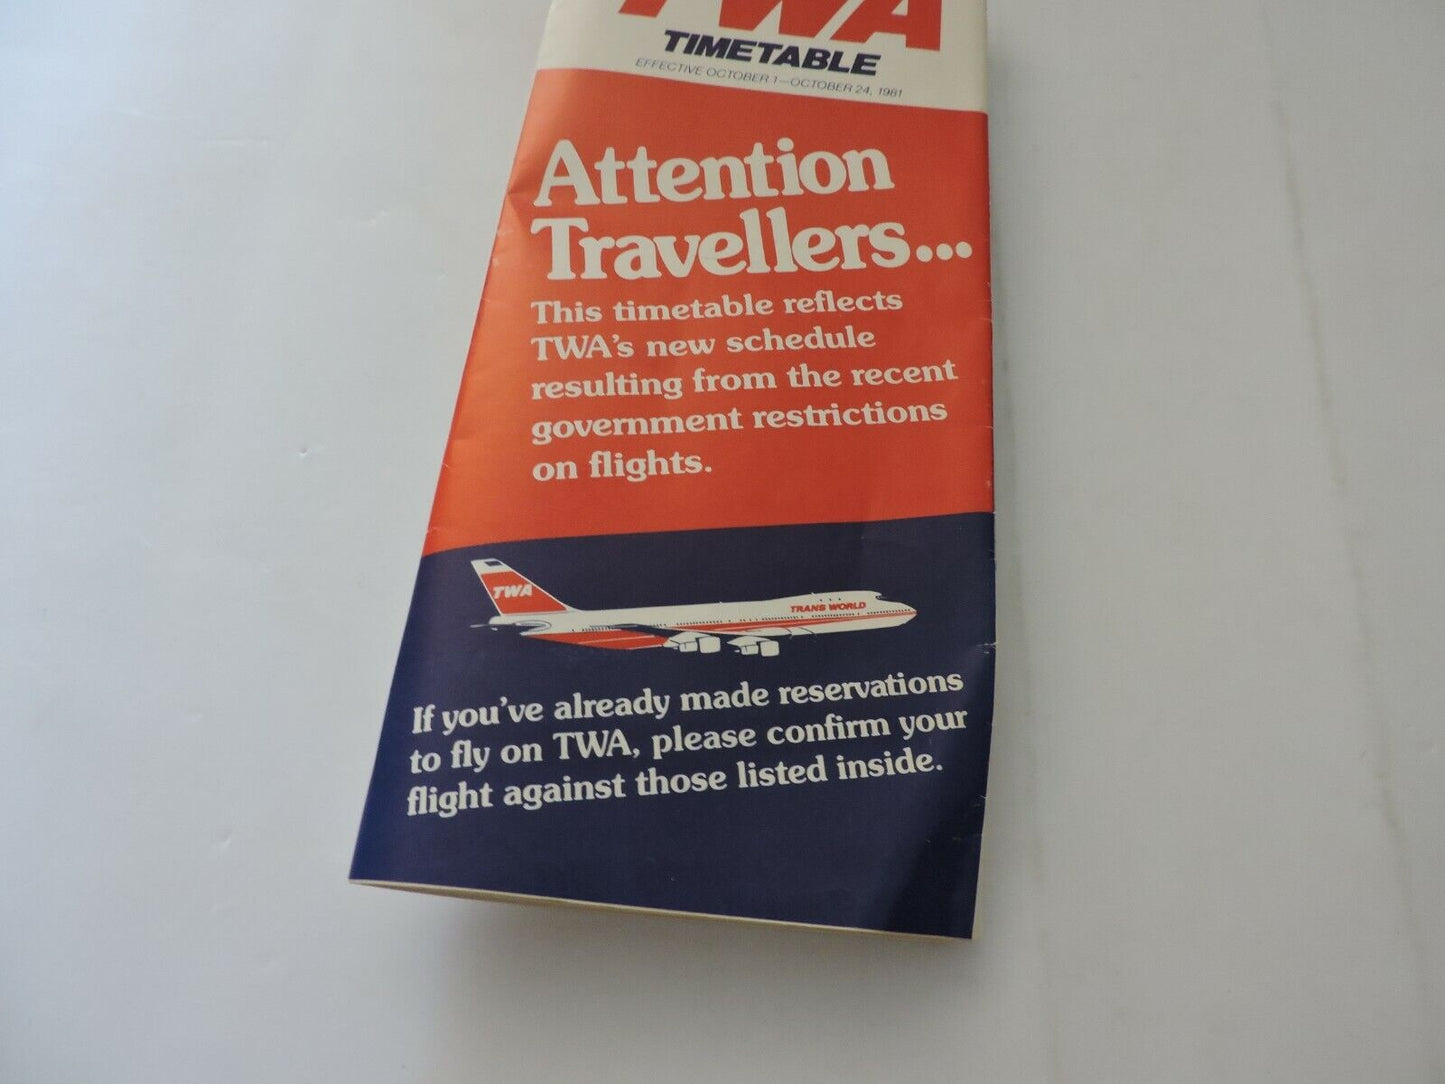 TWA
TIMETABLE
EFFECTIVE OCTOBER 1—OCTOBER 24, 1981
Attention
Travellers...
This timetable reflects
TWA's new schedule
resulting from the recent
government restrictions
on flights.
TWA
TRANS WORLD
If you've already made reservations
to fly on TWA, please confirm your
flight against those listed inside.